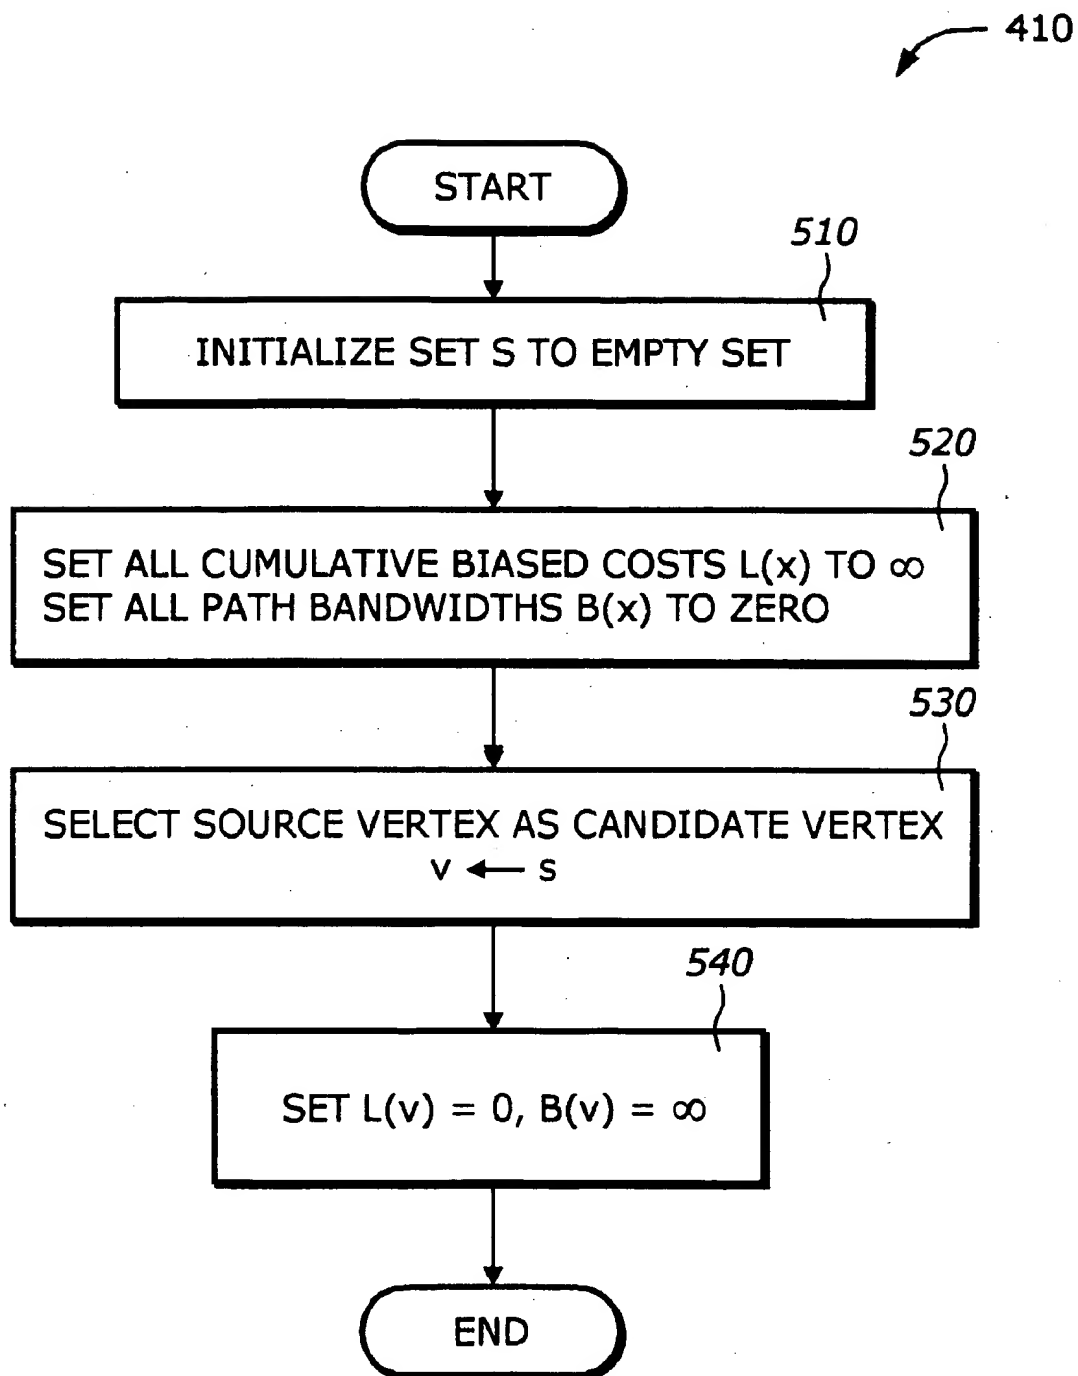 410
START
510
INITIALIZE SET S TO EMPTY SET
520
SET ALL CUMULATIVE BIASED COSTS L(x) TO ∞
SET ALL PATH BANDWIDTHS B(x) TO ZERO
530
SELECT SOURCE VERTEX AS CANDIDATE VERTEX
v ← s
540
SET L(v) = 0, B(v) = ∞
END